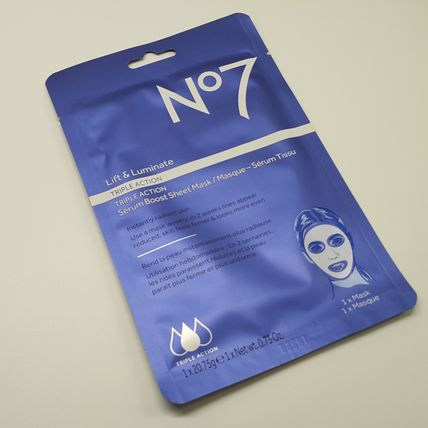 No7
Lift & Luminate
TRIPLE ACTION
TRIPLE ACTION
Serum Boost Sheet Mask / Masque – Sérum Tissu
Instantly radiant skin.
Use a mask weekly. In 2 weeks lines appear
reduced, skin feels firmer & looks more even
Rend la peau instantanément plus radieuse
Utilisation hebdomadaire : En 2 semaines,
les rides paraissent réduites et la peau
paraît plus ferme et plus uniforme
1 x Mask
1 x Masque
TRIPLE ACTION
1 x 20.75g ℮ 1 x Net wt. 0.73 Oz.